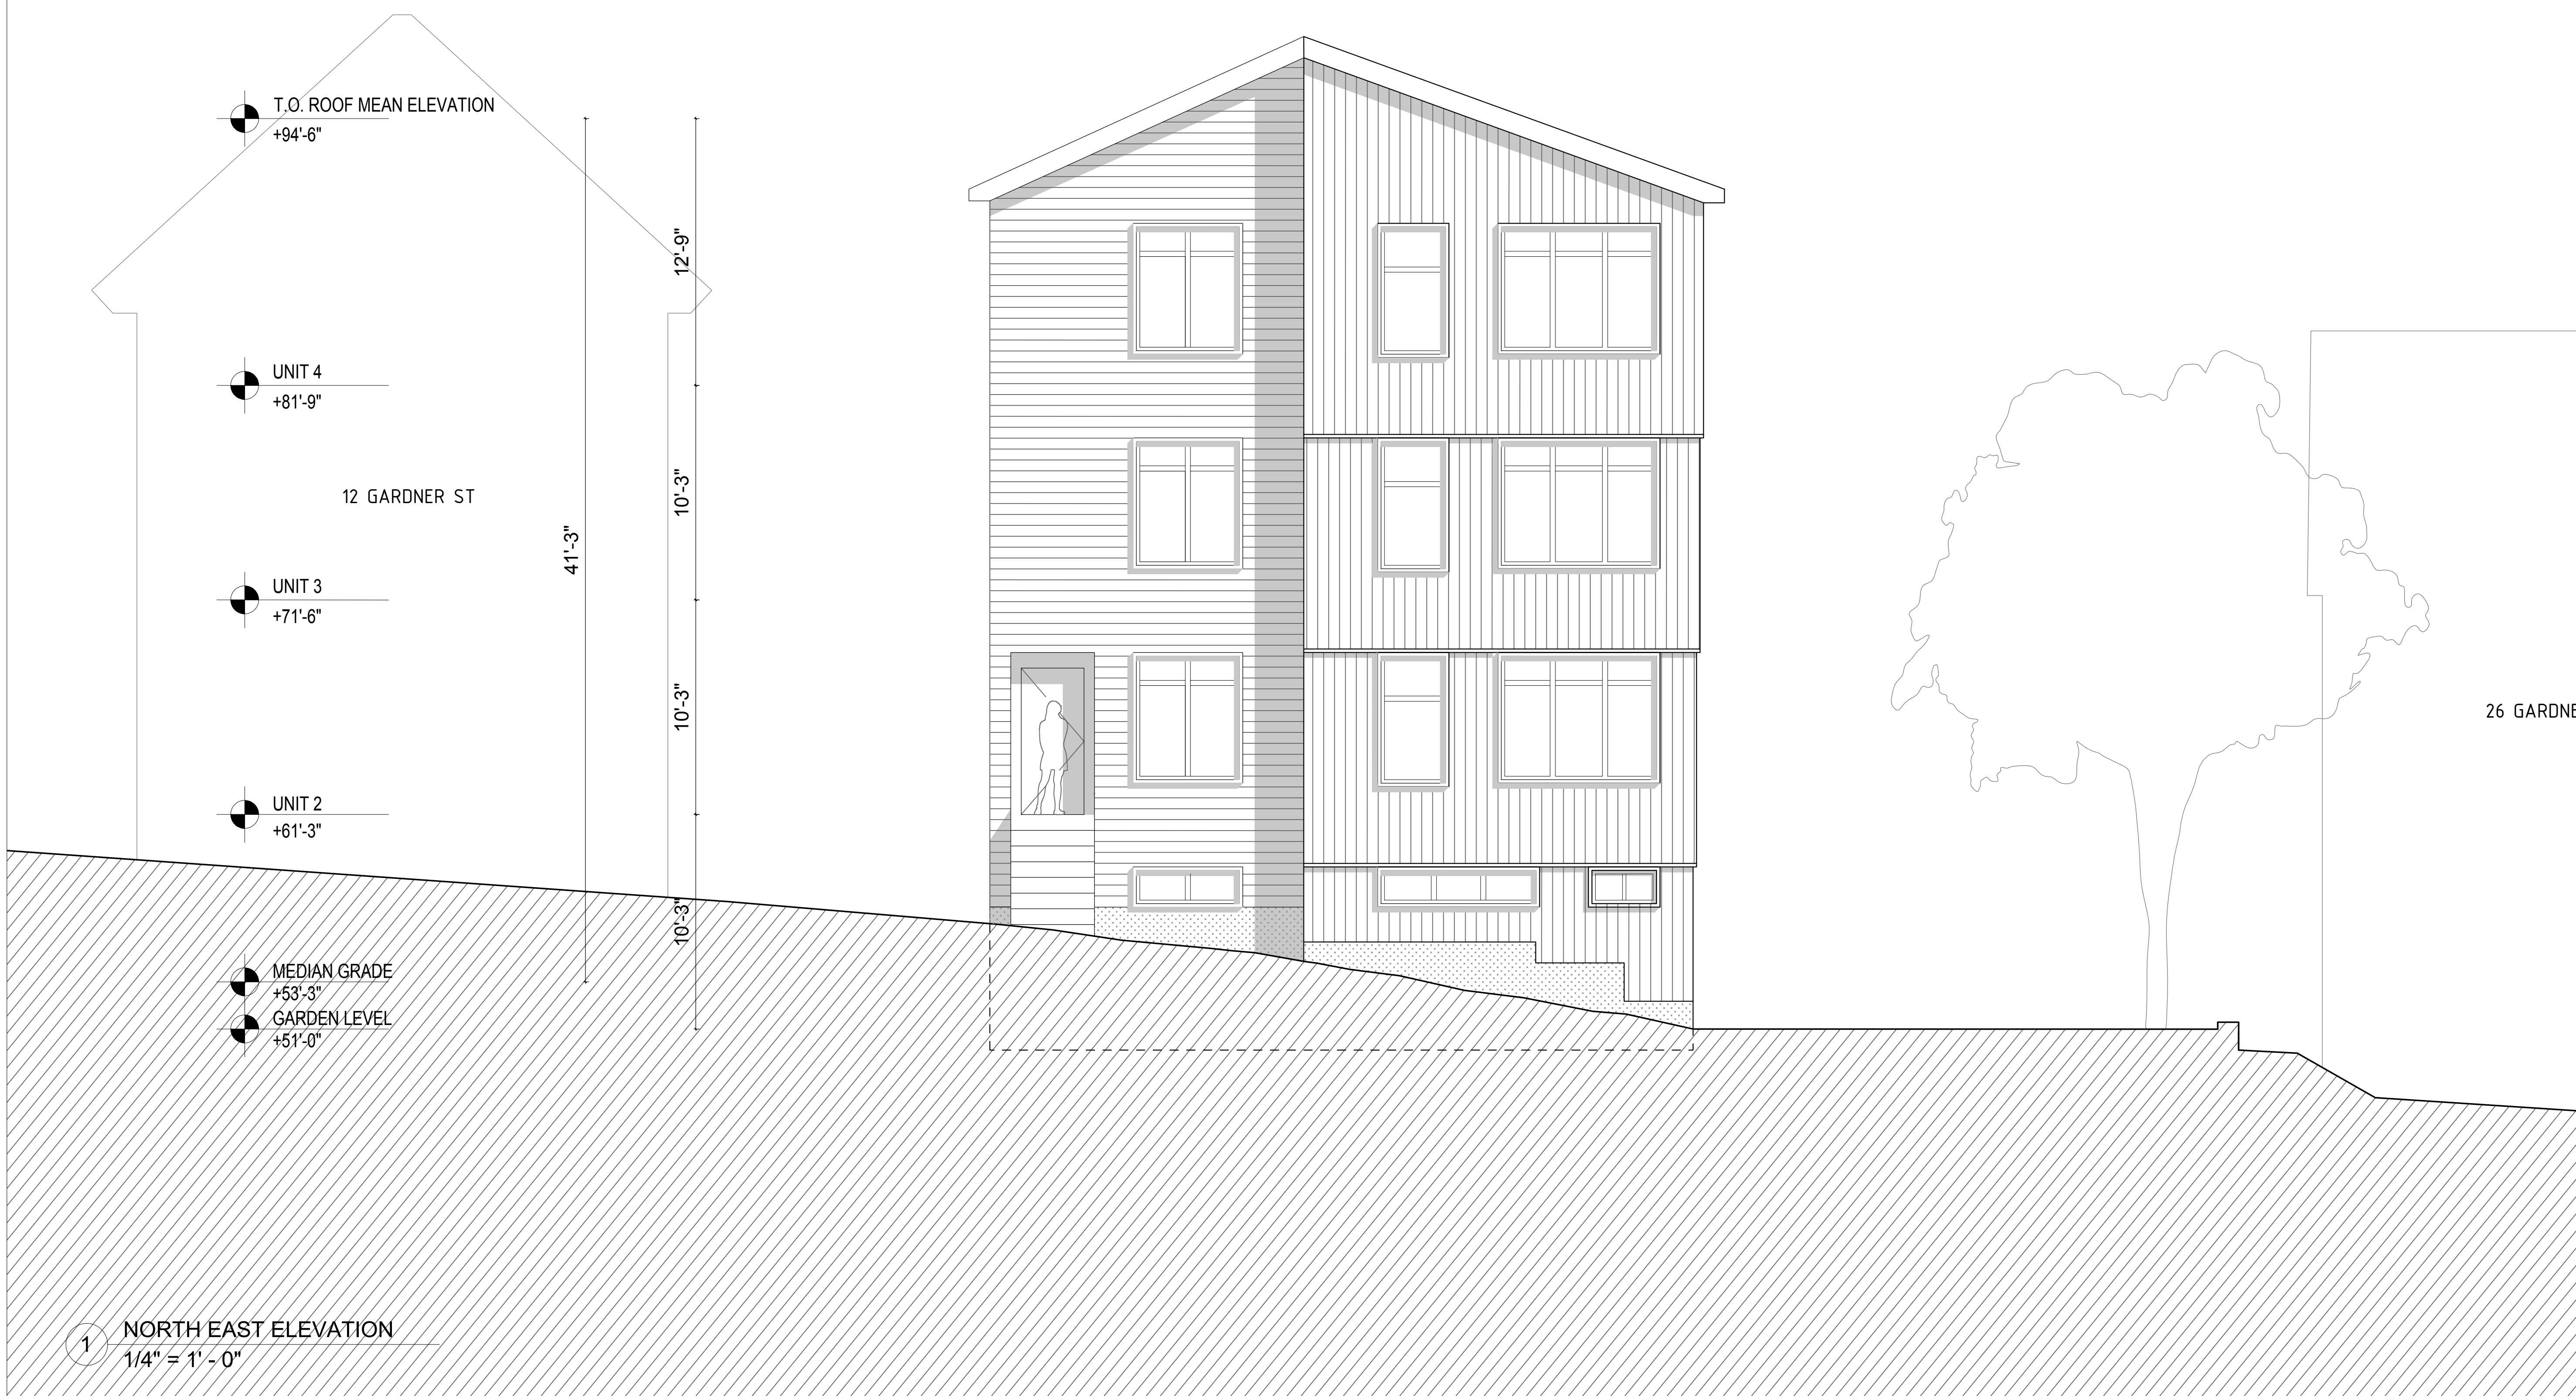 T.O. ROOF MEAN ELEVATION
+94'-6"
12'-9"
UNIT 4
+81'-9"
12 GARDNER ST
10'-3"
41'-3"
UNIT 3
+71'-6"
10'-3"
26 GARDNE
UNIT 2
+61'-3"
10'-3"
MEDIAN GRADE
+53'-3"
GARDEN LEVEL
+51'-0"
1
NORTH EAST ELEVATION
1/4" = 1' - 0"